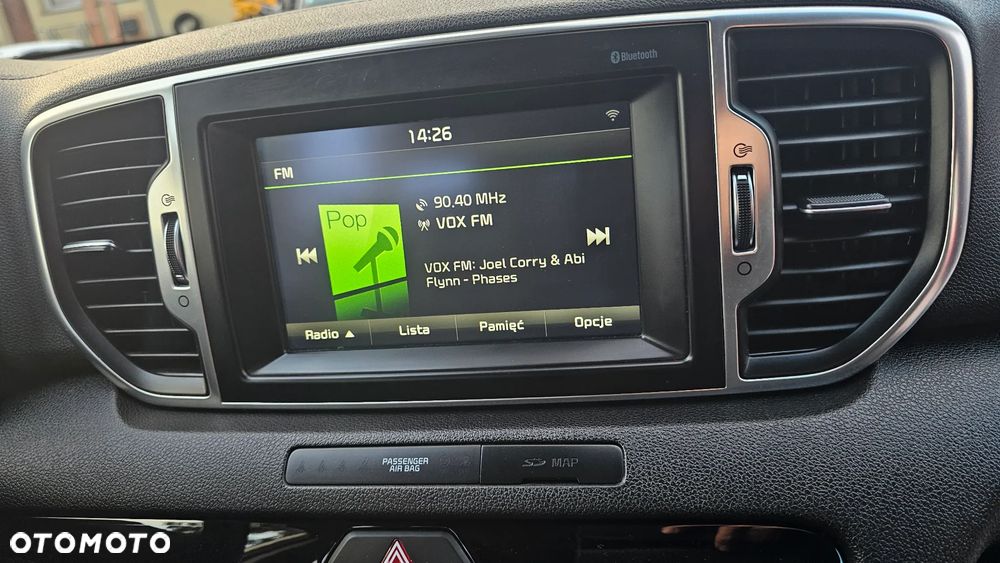 Bluetooth
14:26
FM
Pop
90,40 MHz
VOX FM
VOX FM: Joel Corry & Abi
Flynn - Phases
Radio ▲
Lista
Pamięć
Opcje
PASSENGER
AIR BAG
SD MAP
OTOMOTO